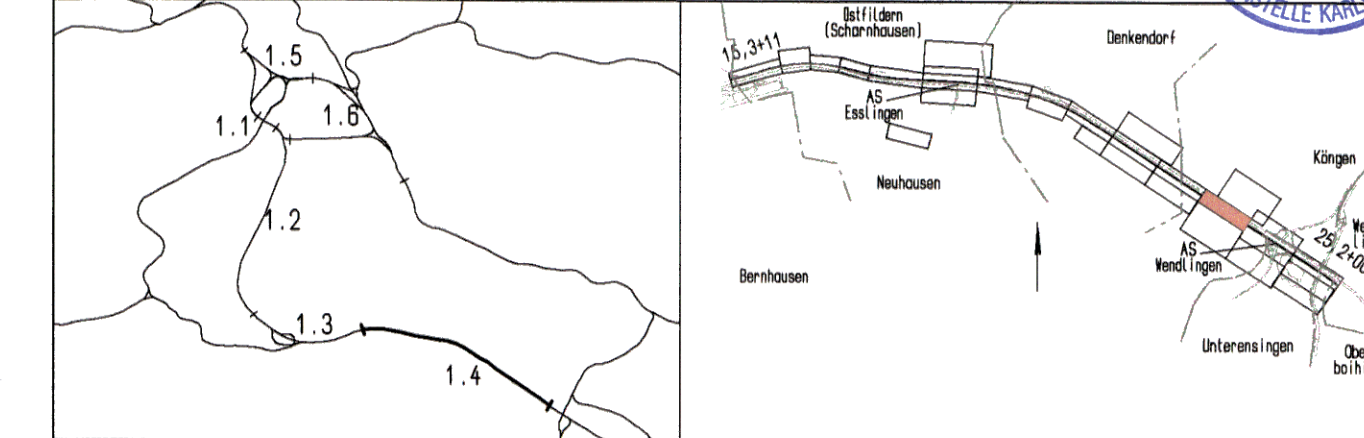 1.5
1.1
1.6
1.2
1.3
1.4
Ostfildern
(Scharnhausen)
Denkendorf
15,3+11
AS
Esslingen
Neuhausen
Köngen
AS
Wendlingen
Bernhausen
Unterensingen
boih